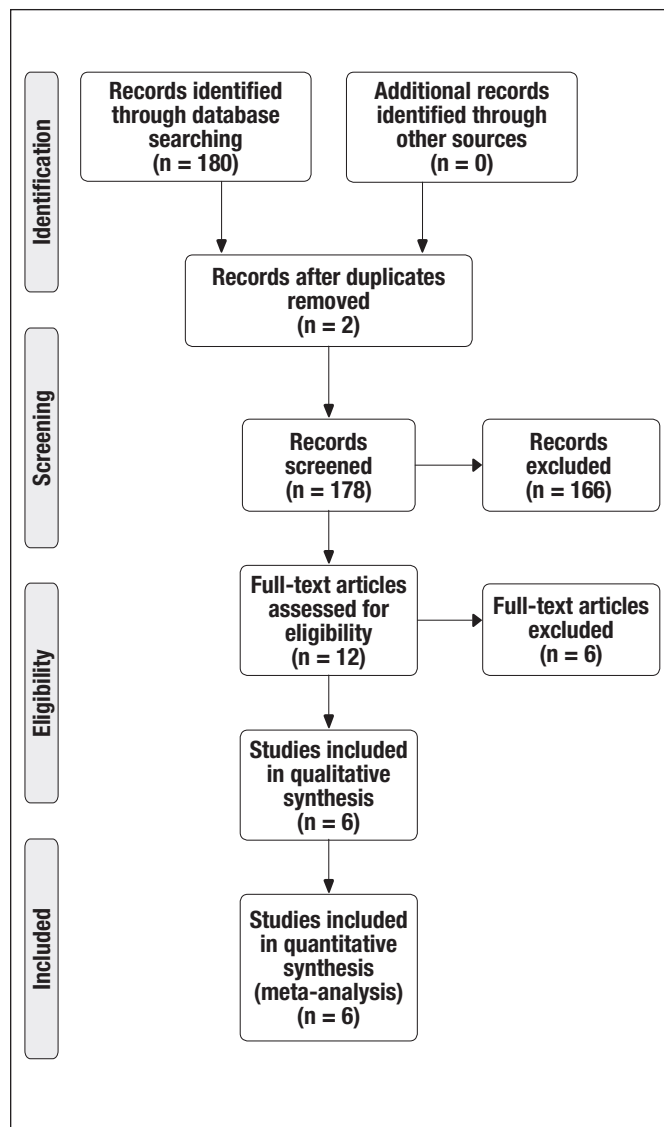 Identification
Records identified
through database
searching
(n = 180)
Additional records
identified through
other sources
(n = 0)
Records after duplicates
removed
(n = 2)
Screening
Records
screened
(n = 178)
Records
excluded
(n = 166)
Eligibility
Full-text articles
assessed for
eligibility
(n = 12)
Full-text articles
excluded
(n = 6)
Studies included
in qualitative
synthesis
(n = 6)
Included
Studies included
in quantitative
synthesis
(meta-analysis)
(n = 6)